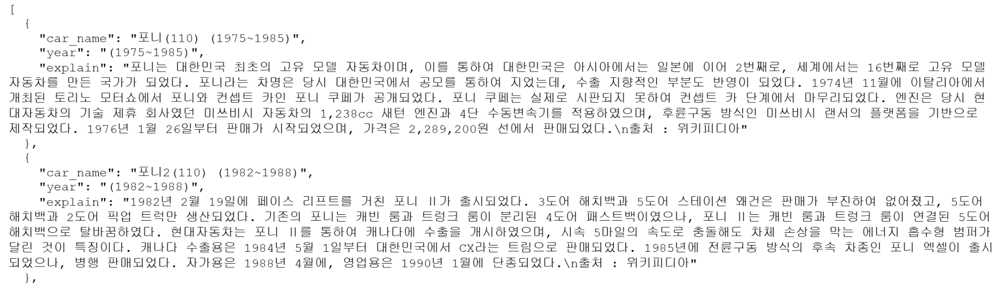 [
  {
    "car_name": "포니(110) (1975~1985)",
    "year": "(1975~1985)",
    "explain": "포니는 대한민국 최초의 고유 모델 자동차이며, 이를 통하여 대한민국은 아시아에서는 일본에 이어 2번째로, 세계에서는 16번째로 고유 모델
자동차를 만든 국가가 되었다. 포니라는 차명은 당시 대한민국에서 공모를 통하여 지었는데, 수출 지향적인 부분도 반영이 되었다. 1974년 11월에 이탈리아에서
개최된 토리노 모터쇼에서 포니와 컨셉트 카인 포니 쿠페가 공개되었다. 포니 쿠페는 실제로 시판되지 못하여 컨셉트 카 단계에서 마무리되었다. 엔진은 당시 현
대자동차의 기술 제휴 회사였던 미쓰비시 자동차의 1,238cc 새턴 엔진과 4단 수동변속기를 적용하였으며, 후륜구동 방식인 미쓰비시 랜서의 플랫폼을 기반으로
제작되었다. 1976년 1월 26일부터 판매가 시작되었으며, 가격은 2,289,200원 선에서 판매되었다.\n출처 : 위키피디아"
  },
  {
    "car_name": "포니2(110) (1982~1988)",
    "year": "(1982~1988)",
    "explain": "1982년 2월 19일에 페이스 리프트를 거친 포니 Ⅱ가 출시되었다. 3도어 해치백과 5도어 스테이션 왜건은 판매가 부진하여 없어졌고, 5도어
해치백과 2도어 픽업 트럭만 생산되었다. 기존의 포니는 캐빈 룸과 트렁크 룸이 분리된 4도어 패스트백이였으나, 포니 Ⅱ는 캐빈 룸과 트렁크 룸이 연결된 5도어
해치백으로 탈바꿈하였다. 현대자동차는 포니 Ⅱ를 통하여 캐나다에 수출을 개시하였으며, 시속 5마일의 속도로 충돌해도 차체 손상을 막는 에너지 흡수형 범퍼가
달린 것이 특징이다. 캐나다 수출용은 1984년 5월 1일부터 대한민국에서 CX라는 트림으로 판매되었다. 1985년에 전륜구동 방식의 후속 차종인 포니 엑셀이 출시
되었으나, 병행 판매되었다. 자가용은 1988년 4월에, 영업용은 1990년 1월에 단종되었다.\n출처 : 위키피디아"
  },